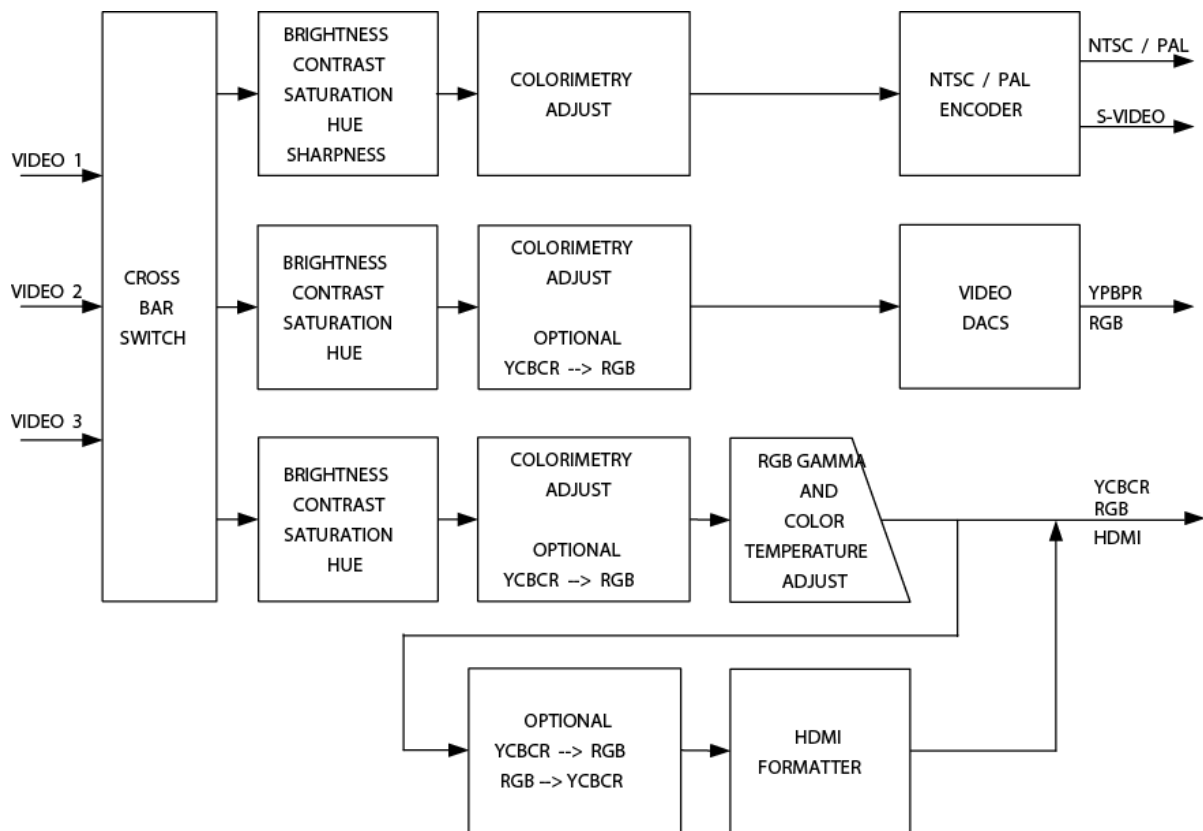 VIDEO 1
VIDEO 2
VIDEO 3
CROSS
BAR
SWITCH
BRIGHTNESS
CONTRAST
SATURATION
HUE
SHARPNESS
COLORIMETRY
ADJUST
NTSC / PAL
ENCODER
NTSC / PAL
S-VIDEO
BRIGHTNESS
CONTRAST
SATURATION
HUE
COLORIMETRY
ADJUST
OPTIONAL
YCBCR --> RGB
VIDEO
DACS
YPBPR
RGB
BRIGHTNESS
CONTRAST
SATURATION
HUE
COLORIMETRY
ADJUST
OPTIONAL
YCBCR --> RGB
RGB GAMMA
AND
COLOR
TEMPERATURE
ADJUST
YCBCR
RGB
HDMI
OPTIONAL
YCBCR --> RGB
RGB --> YCBCR
HDMI
FORMATTER